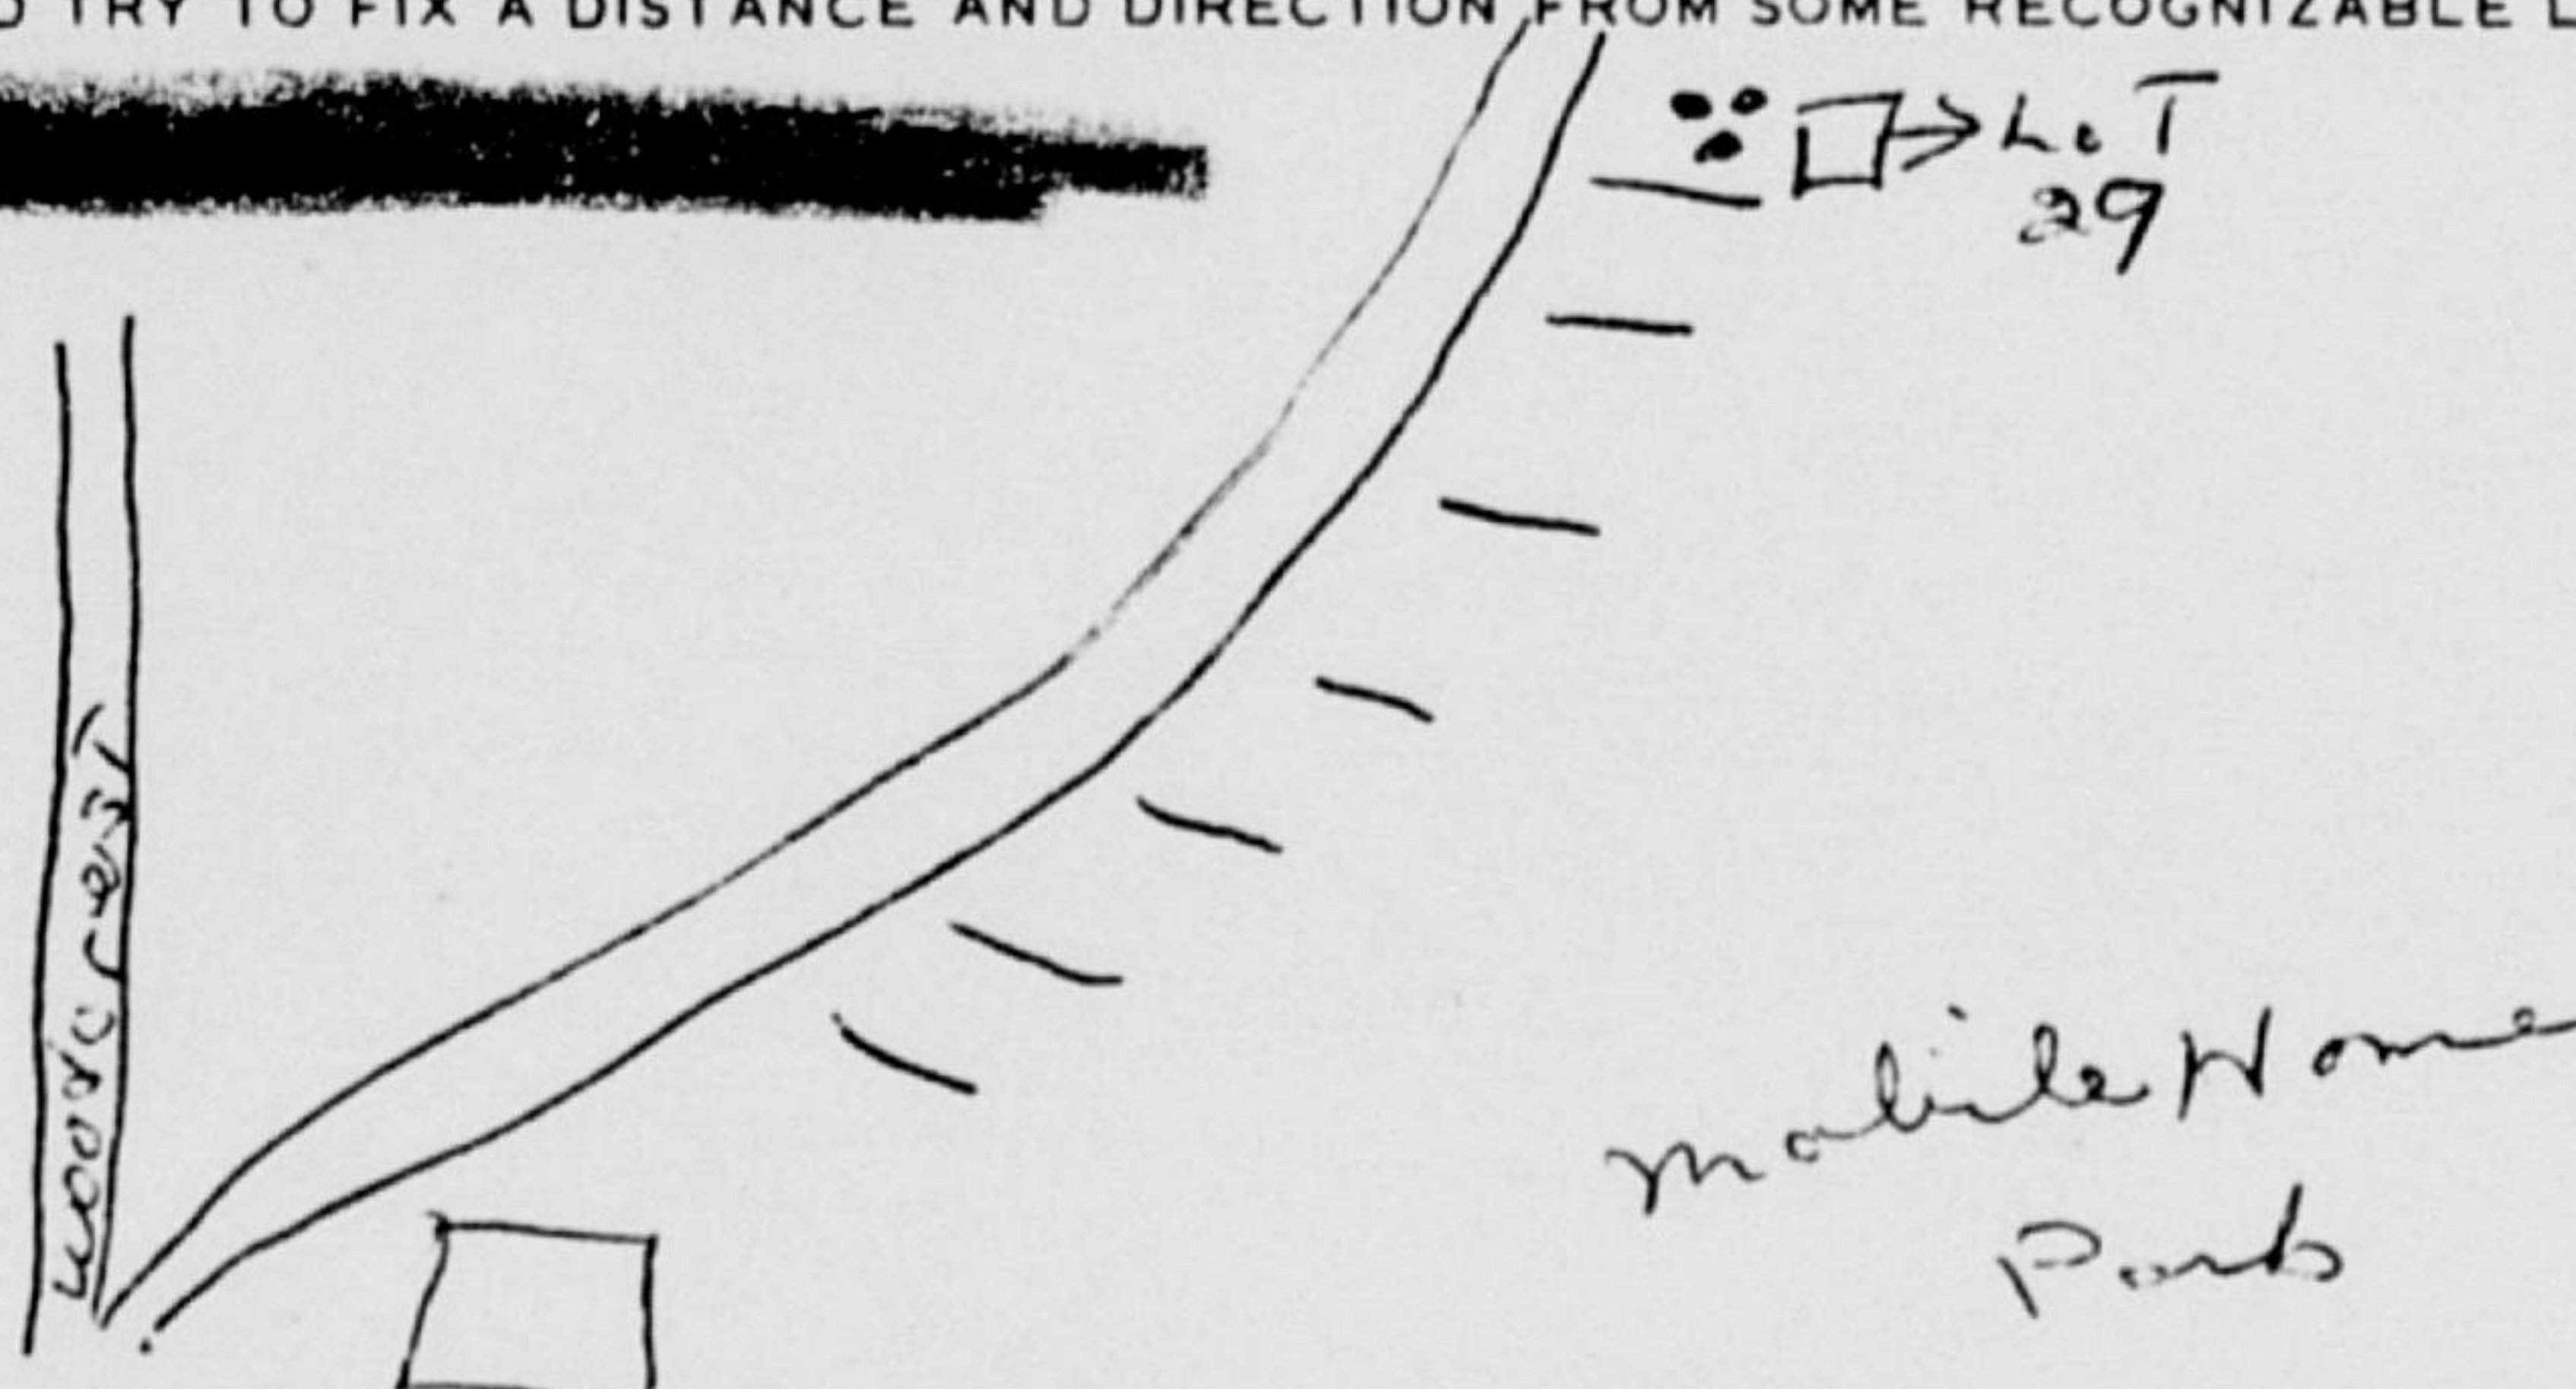 TRY TO FIX A DISTANCE AND DIRECTION FROM SOME RECOGNIZABLE L
LOT
29
WOODCREST
Mobile Home
Park